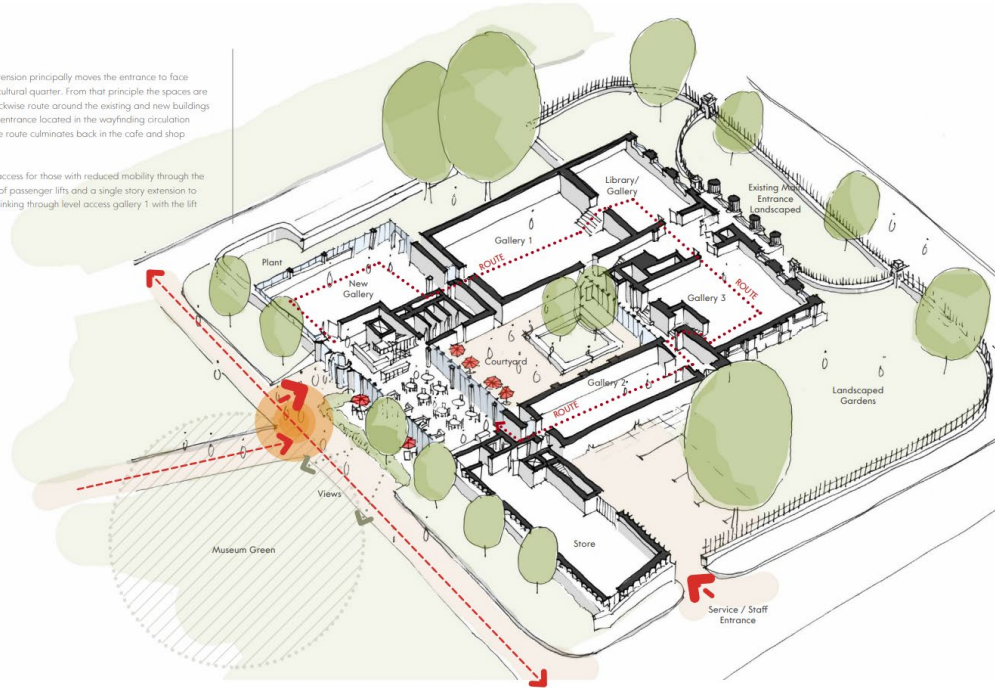 ension principally moves the entrance to face
cultural quarter. From that principle the spaces are
ckwise route around the existing and new buildings
entrance located in the wayfinding circulation
e route culminates back in the cafe and shop
access for those with reduced mobility through the
of passenger lifts and a single story extension to
inking through level access gallery 1 with the lift
Library/
Gallery
Existing Main
Entrance
Landscaped
Gallery 1
ROUTE
Plant
New
Gallery
Gallery 3
ROUTE
Courtyard
Gallery 2
ROUTE
Landscaped
Gardens
Views
Museum Green
Store
Service / Staff
Entrance